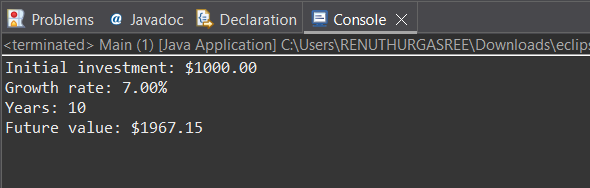 Problems @ Javadoc Declaration Console
<terminated> Main (1) [Java Application] C:\Users\RENUTHURGASREE\Downloads\eclips
Initial investment: $1000.00
Growth rate: 7.00%
Years: 10
Future value: $1967.15